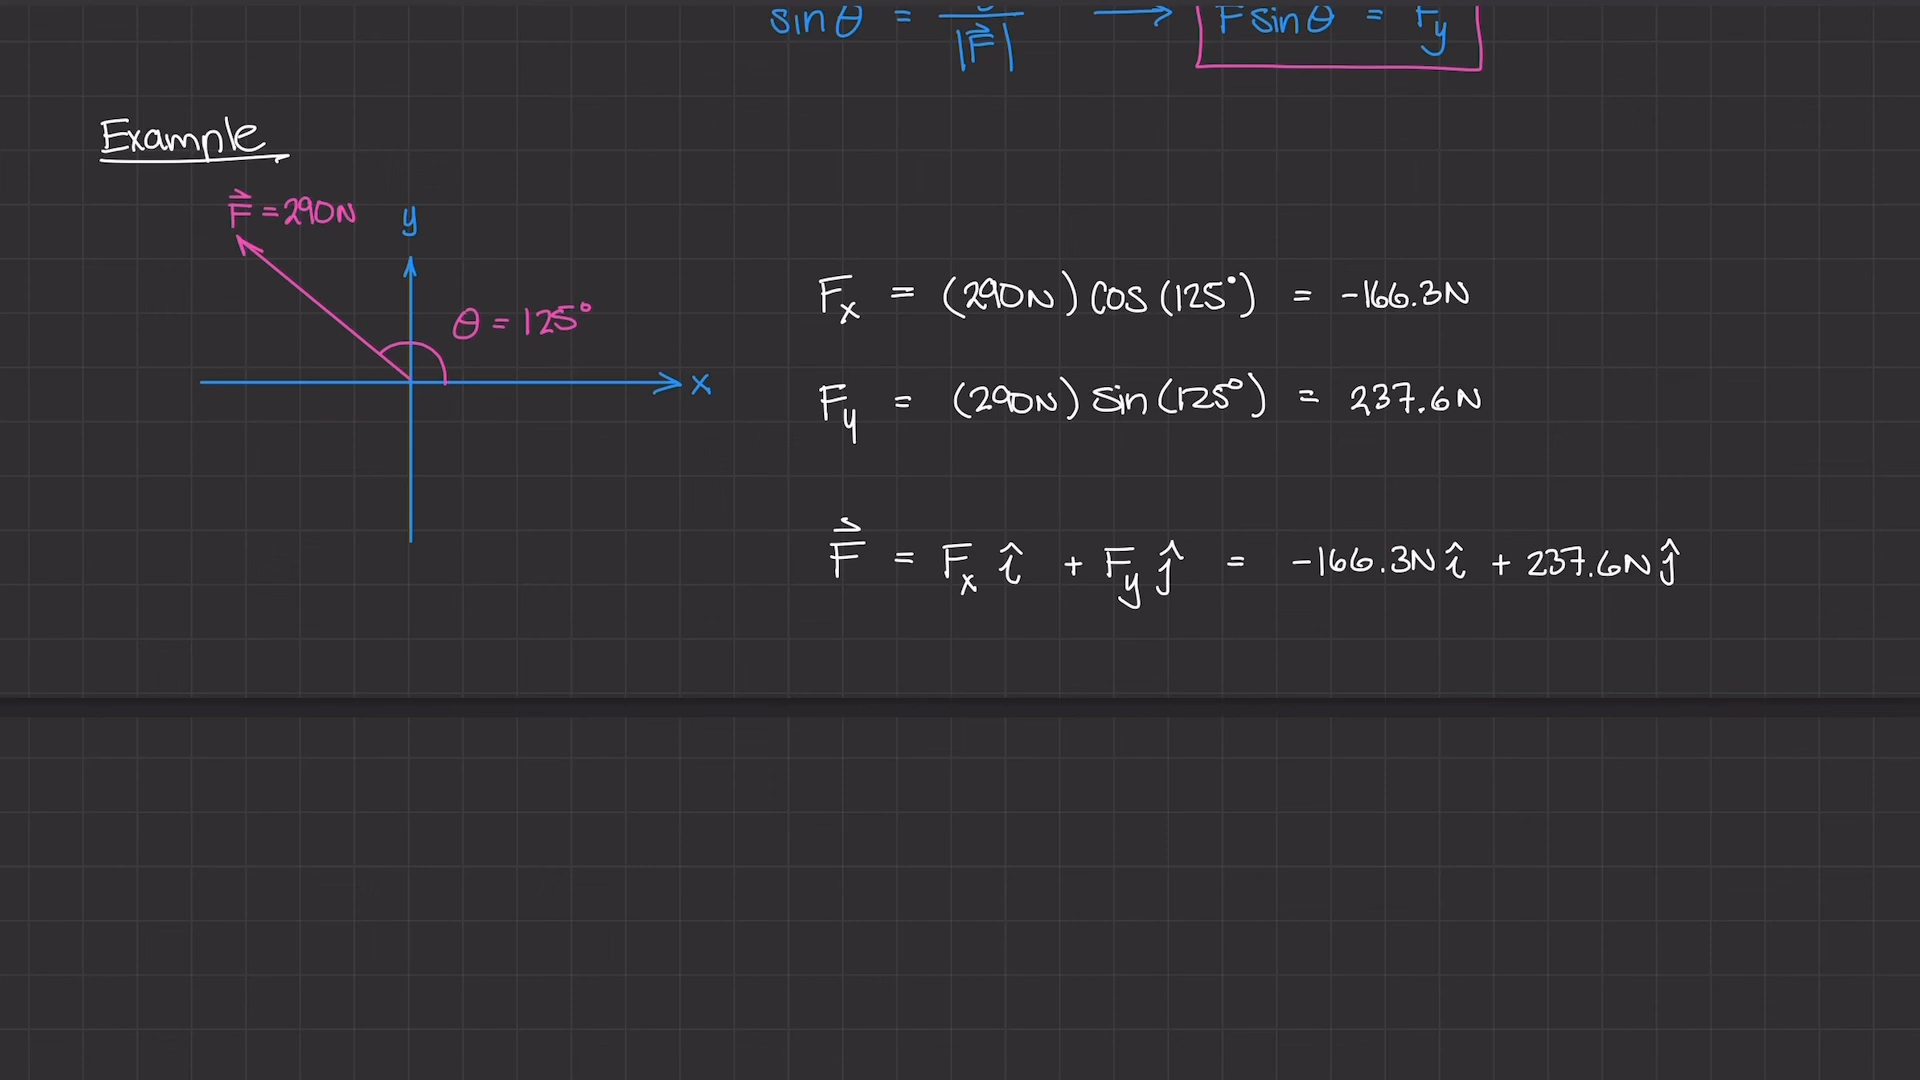 sin θ = / |F⃗| ⟶ F sin θ = Fy
Example
F⃗ = 290N
y
θ = 125°
x
Fx = (290N) cos (125°) = -166.3N
Fy = (290N) sin (125°) = 237.6N
F⃗ = Fx î + Fy ĵ = -166.3N î + 237.6N ĵ